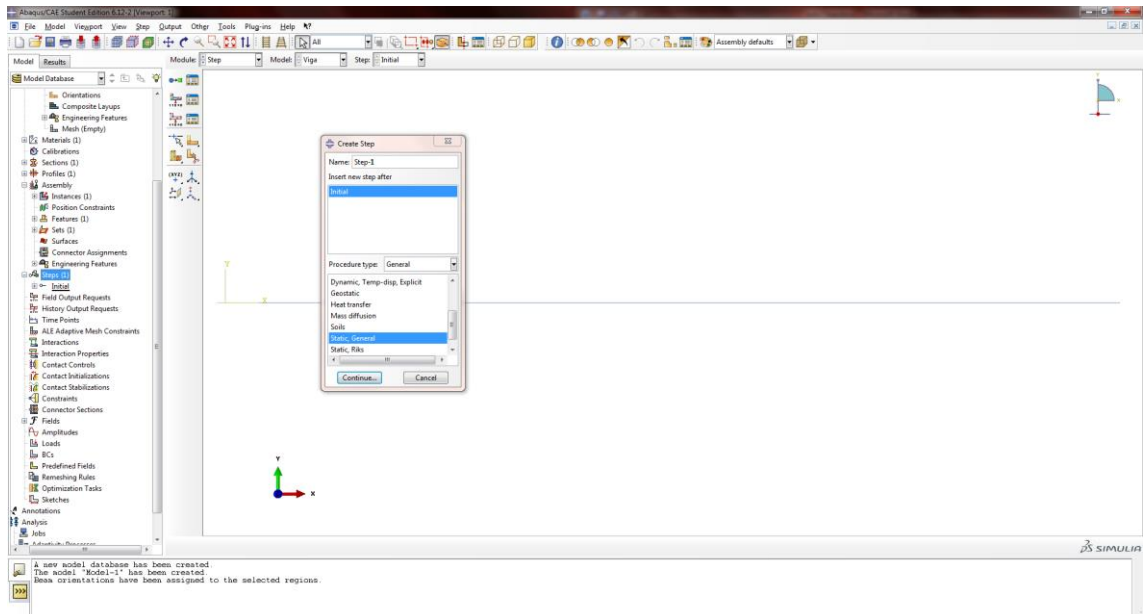 Abaqus/CAE Student Edition 6.12-2 [Viewport: 1]
File Model Viewport View Step Output Other Tools Plug-ins Help
All
Assembly defaults
Model Results
Module: Step Model: Viga Step: Initial
Model Database
Orientations
Composite Layups
Engineering Features
Mesh (Empty)
Materials (1)
Calibrations
Sections (1)
Profiles (1)
Assembly
Instances (1)
Position Constraints
Features (1)
Sets (1)
Surfaces
Connector Assignments
Engineering Features
Steps (1)
Initial
Field Output Requests
History Output Requests
Time Points
ALE Adaptive Mesh Constraints
Interactions
Interaction Properties
Contact Controls
Contact Initializations
Contact Stabilizations
Constraints
Connector Sections
Fields
Amplitudes
Loads
BCs
Predefined Fields
Remeshing Rules
Optimization Tasks
Sketches
Annotations
Analysis
Jobs
Adaptivity Processes
Create Step
Name: Step-1
Insert new step after
Initial
Procedure type: General
Dynamic, Temp-disp, Explicit
Geostatic
Heat transfer
Mass diffusion
Soils
Static, General
Static, Riks
Continue... Cancel
Y
X
Y
X
SIMULIA
A new model database has been created.
The model "Model-1" has been created.
Beam orientations have been assigned to the selected regions.
>>>